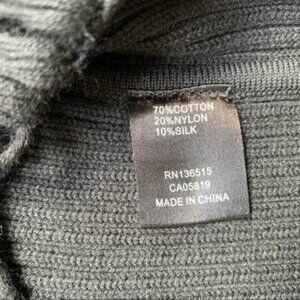 70%COTTON
20%NYLON
10%SILK
RN136515
CA05819
MADE IN CHINA